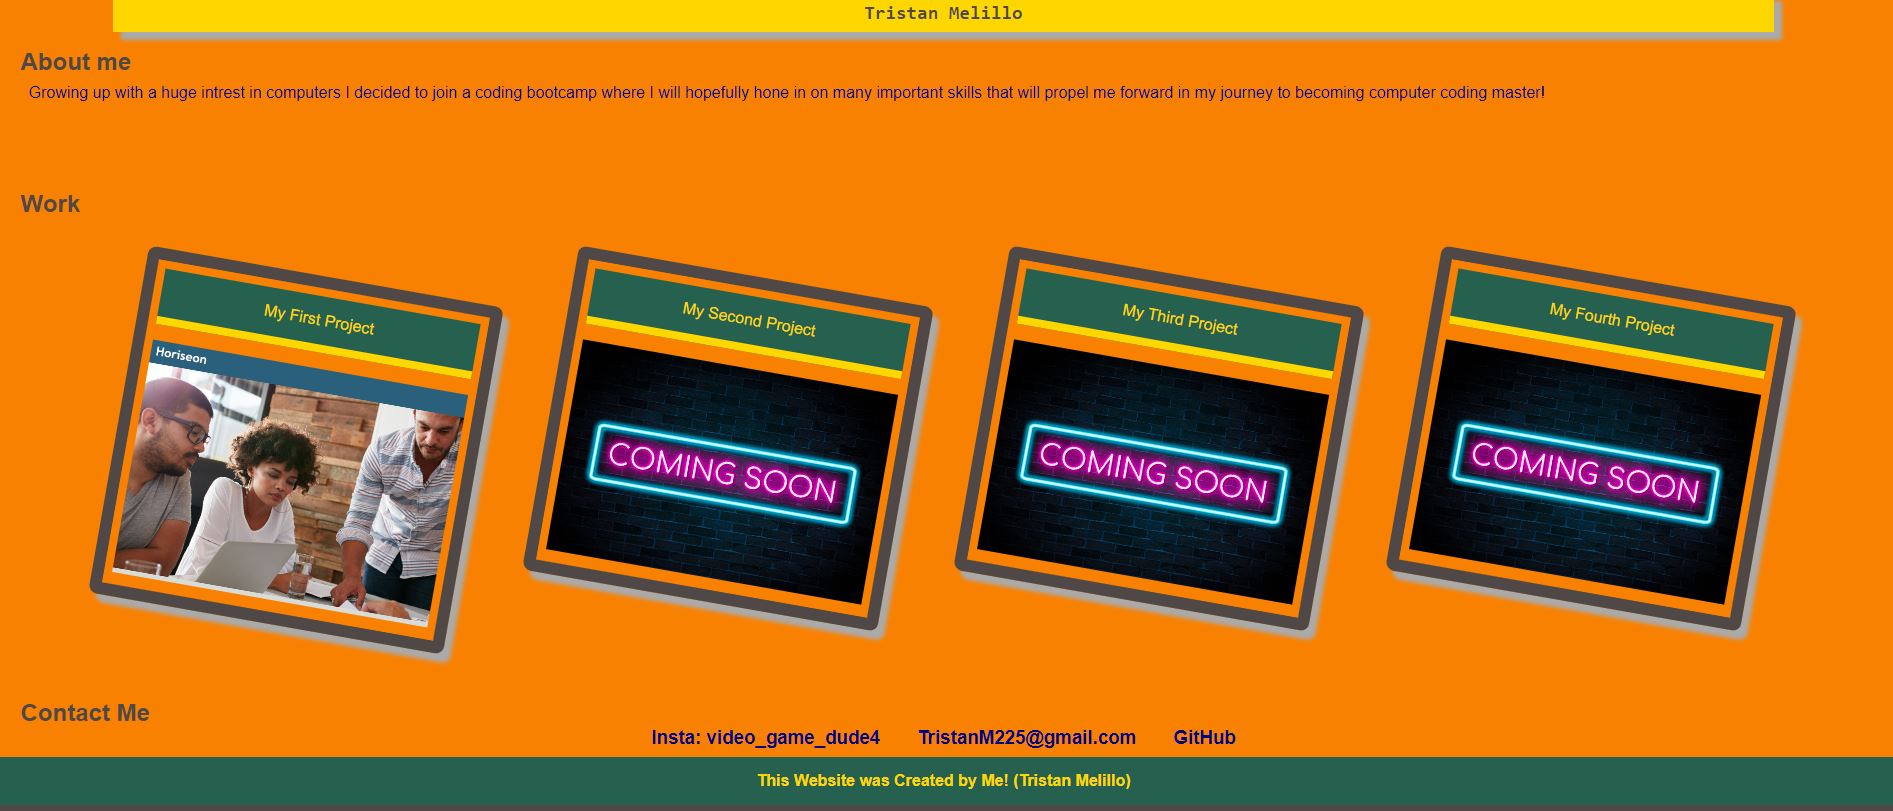 Tristan Melillo
About me
Growing up with a huge intrest in computers I decided to join a coding bootcamp where I will hopefully hone in on many important skills that will propel me forward in my journey to becoming computer coding master!
Work
My First Project
Horiseon
My Second Project
COMING SOON
My Third Project
COMING SOON
My Fourth Project
COMING SOON
Contact Me
Insta: video_game_dude4 TristanM225@gmail.com GitHub
This Website was Created by Me! (Tristan Melillo)